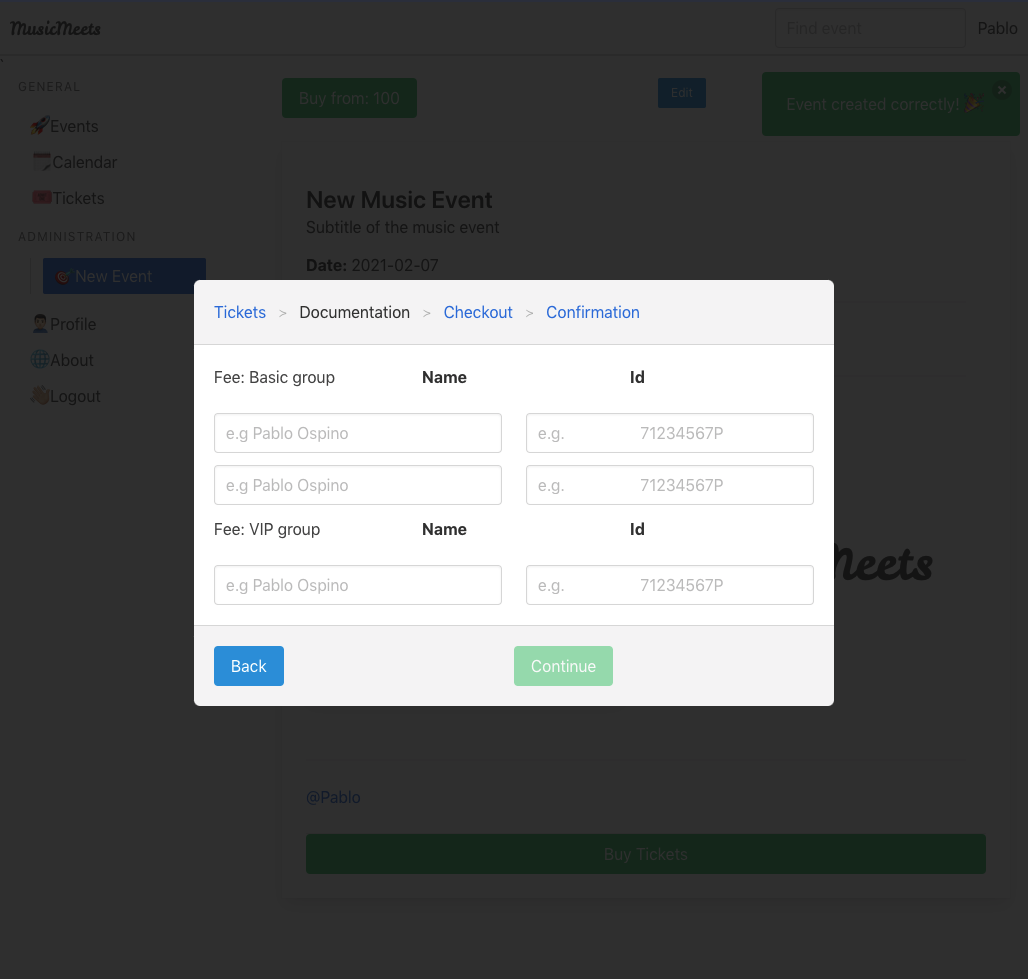 MusicMeets
Find event
Pablo
GENERAL
Buy from: 100
Edit
Event created correctly! 🎉
🚀Events
📅Calendar
🎟️Tickets
New Music Event
Subtitle of the music event
ADMINISTRATION
Date: 2021-02-07
🎯 New Event
Tickets > Documentation > Checkout > Confirmation
Profile
🌐About
👋Logout
Fee: Basic group Name Id
e.g Pablo Ospino e.g. 71234567P
e.g Pablo Ospino e.g. 71234567P
Fee: VIP group Name Id
eets
e.g Pablo Ospino e.g. 71234567P
Back Continue
@Pablo
Buy Tickets